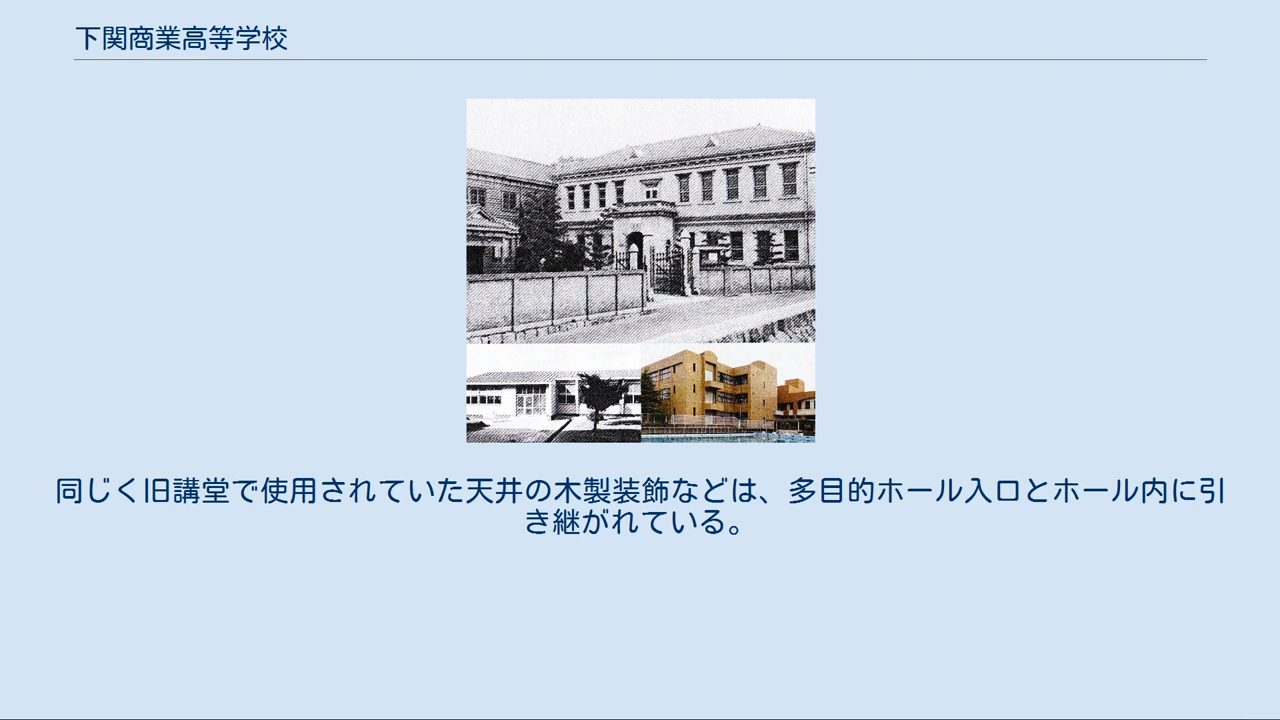 下関商業高等学校
同じく旧講堂で使用されていた天井の木製装飾などは、多目的ホール入口とホール内に引
き継がれている。